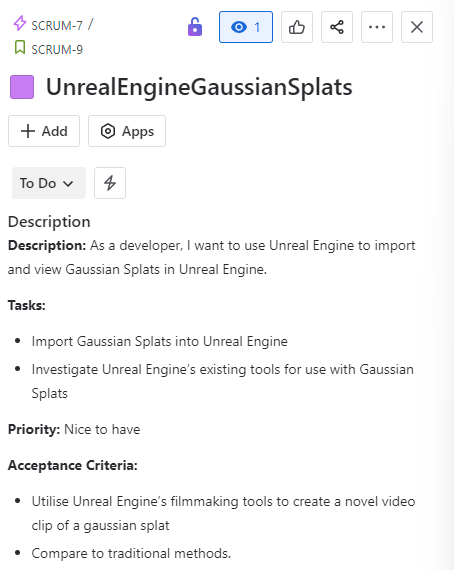 SCRUM-7 /
SCRUM-9
1
UnrealEngineGaussianSplats
Add
Apps
To Do
Description
Description: As a developer, I want to use Unreal Engine to import
and view Gaussian Splats in Unreal Engine.
Tasks:
Import Gaussian Splats into Unreal Engine
Investigate Unreal Engine's existing tools for use with Gaussian
Splats
Priority: Nice to have
Acceptance Criteria:
Utilise Unreal Engine's filmmaking tools to create a novel video
clip of a gaussian splat
Compare to traditional methods.